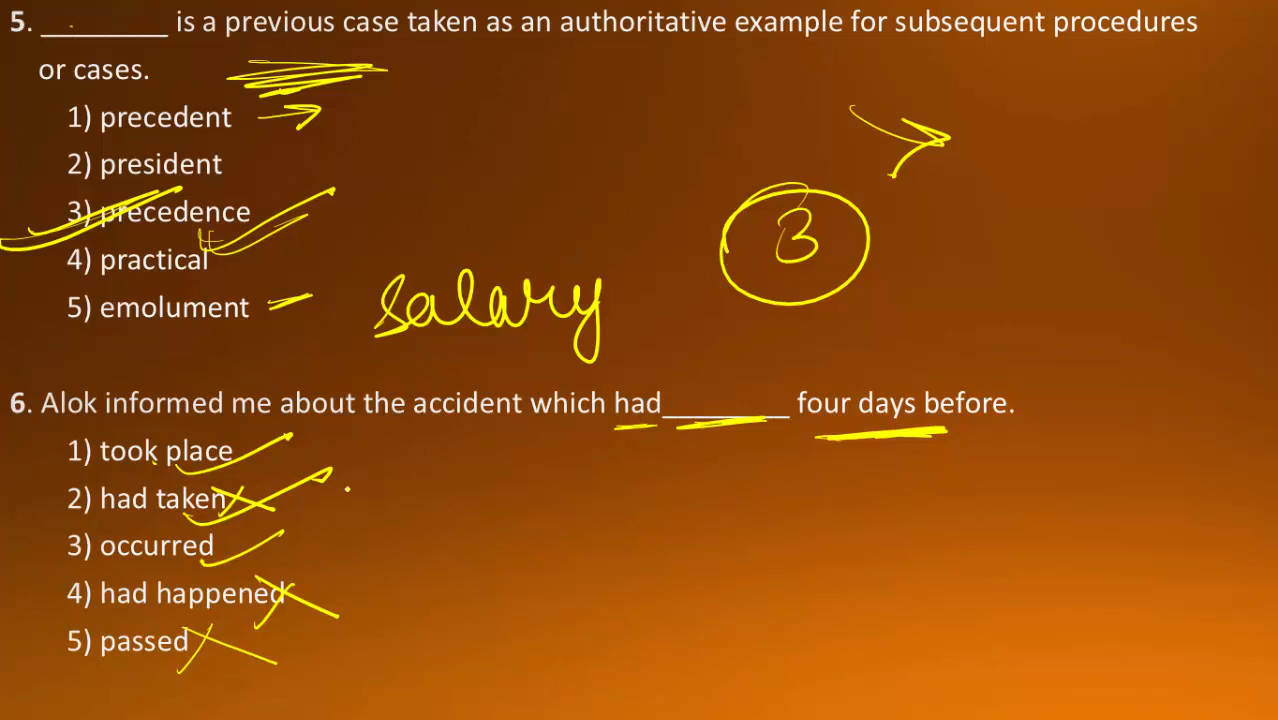 5. ________ is a previous case taken as an authoritative example for subsequent procedures
or cases.
1) precedent
2) president
3) precedence
4) practical
5) emolument
salary
3
6. Alok informed me about the accident which had________ four days before.
1) took place
2) had taken
3) occurred
4) had happened
5) passed